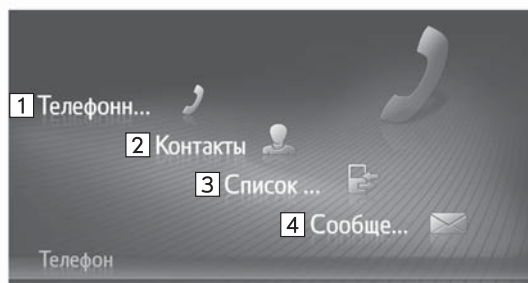 1 Телефонн...
2 Контакты
3 Список ...
4 Сообще...
Телефон